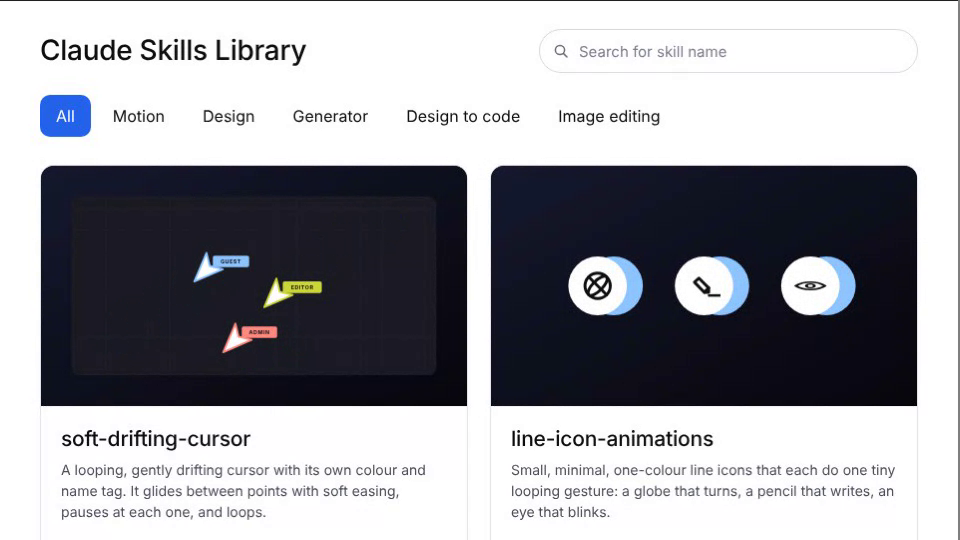 Claude Skills Library
Search for skill name
All
Motion
Design
Generator
Design to code
Image editing
GUEST
EDITOR
ADMIN
soft-drifting-cursor
A looping, gently drifting cursor with its own colour and
name tag. It glides between points with soft easing,
pauses at each one, and loops.
line-icon-animations
Small, minimal, one-colour line icons that each do one tiny
looping gesture: a globe that turns, a pencil that writes, an
eye that blinks.